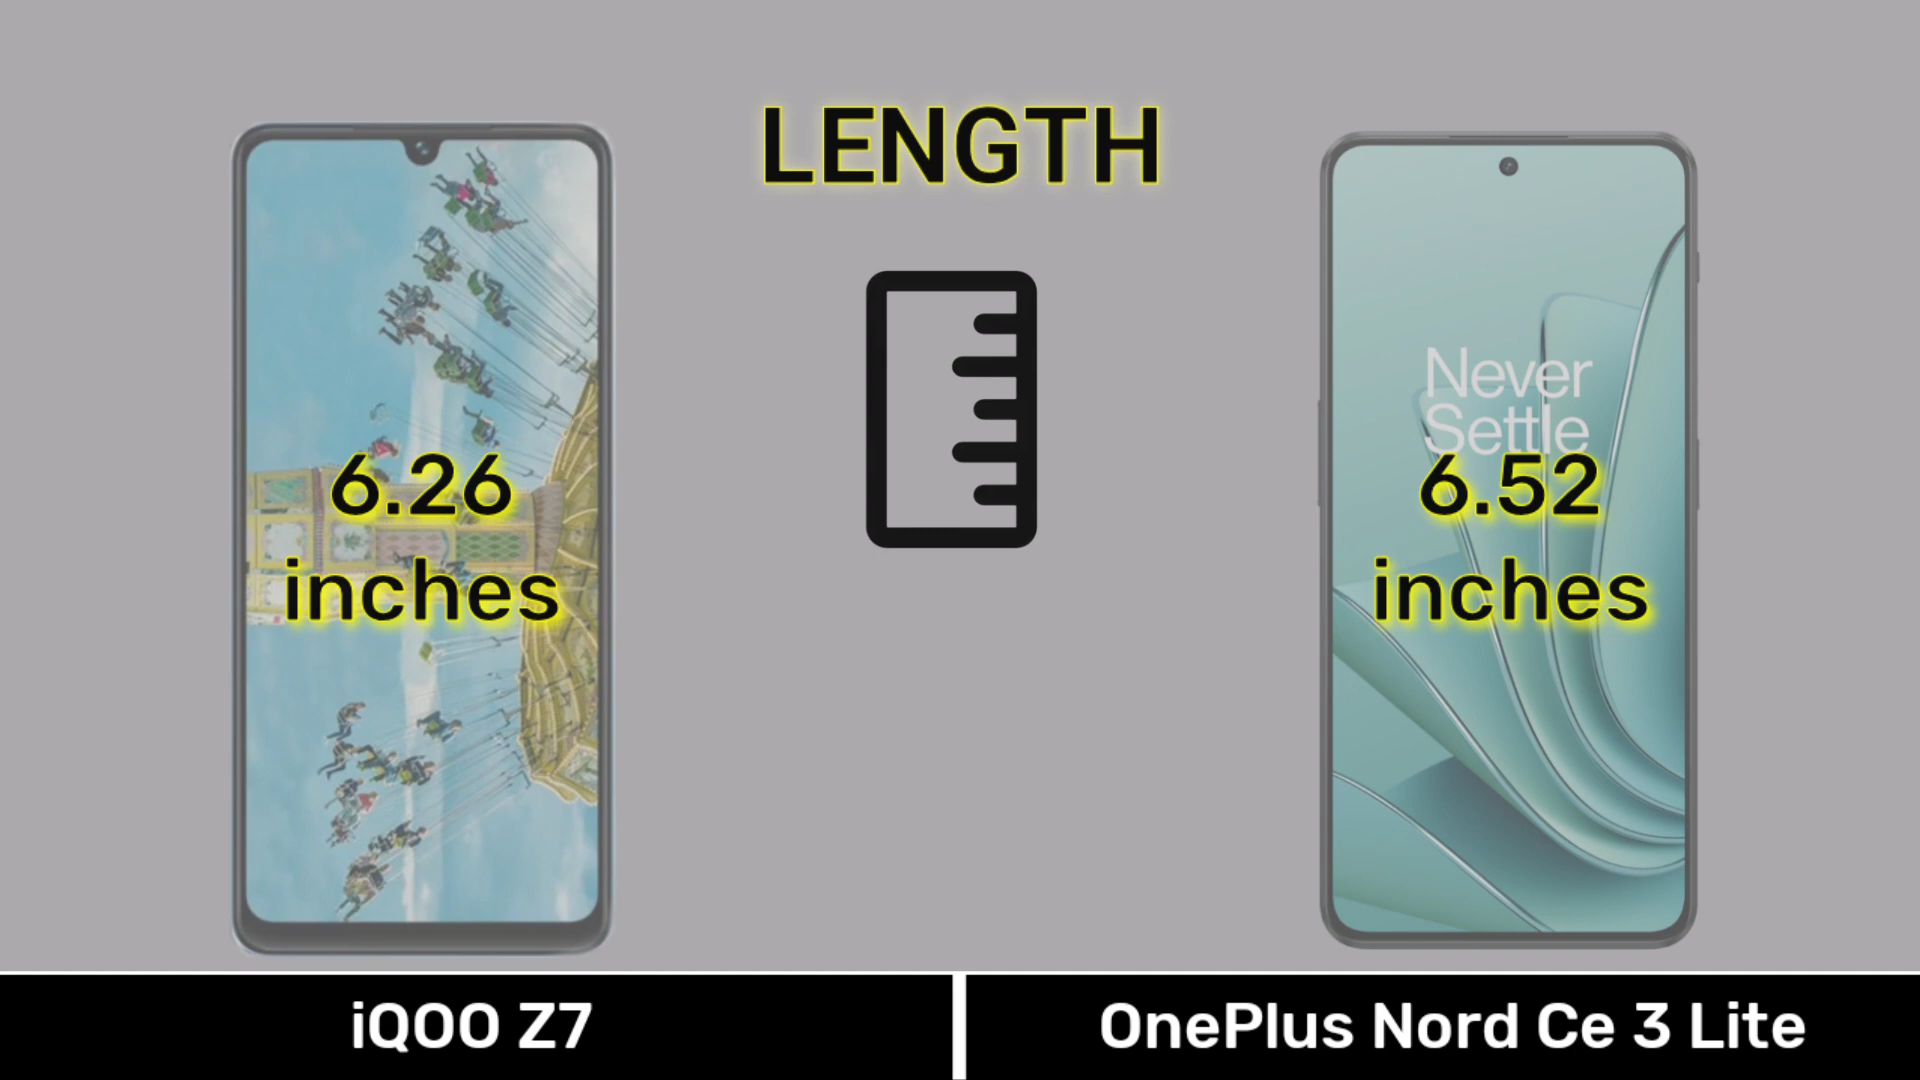 LENGTH
Never
Settle
6.26
inches
6.52
inches
iQOO Z7
OnePlus Nord Ce 3 Lite